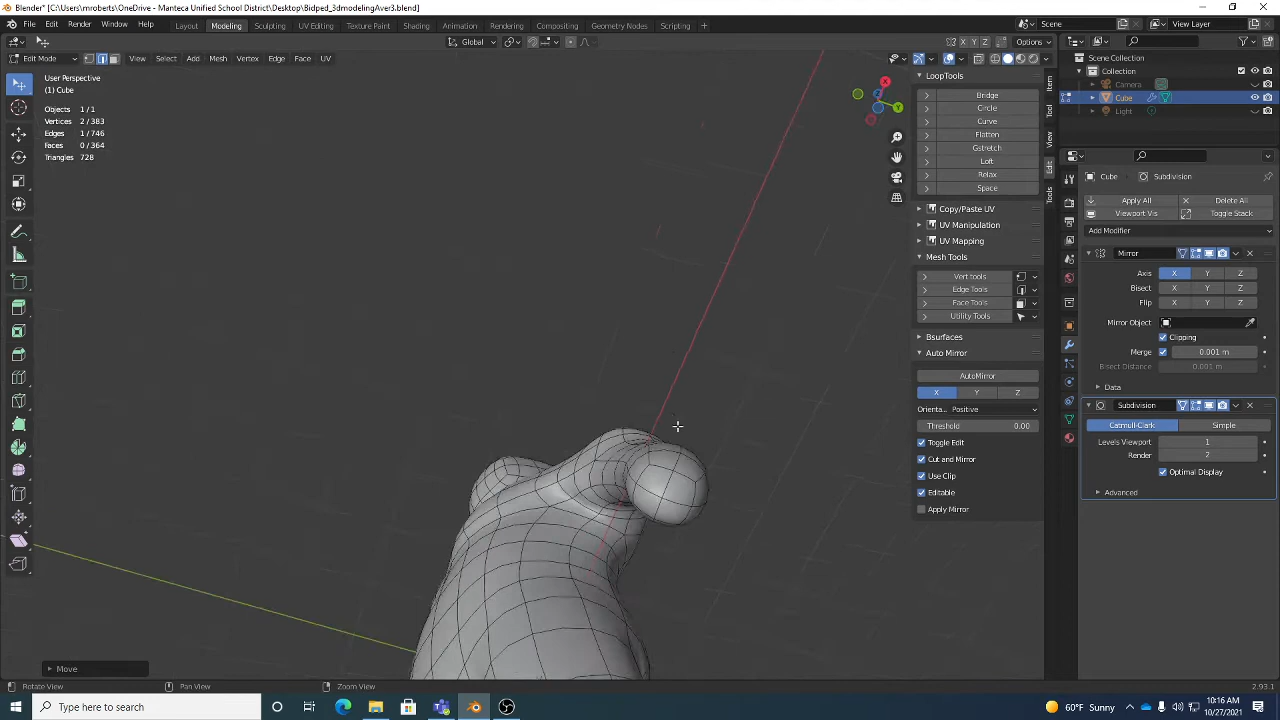 Blender* [C:\Users\mroberts\OneDrive - Manteca Unified School District\Desktop\Bidped_3dmodelingAver3.blend]
File Edit Render Window Help Layout Modeling Sculpting UV Editing Texture Paint Shading Animation Rendering Compositing Geometry Nodes Scripting + Scene View Layer
Global X Y Z Options
Edit Mode View Select Add Mesh Vertex Edge Face UV
User Perspective
(1) Cube
Objects 1/1
Vertices 2/383
Edges 1/746
Faces 0/364
Triangles 728
X
Y
Z
LoopTools
Bridge
Circle
Curve
Flatten
Gstretch
Loft
Relax
Space
Copy/Paste UV
UV Manipulation
UV Mapping
Mesh Tools
Vert tools
Edge Tools
Face Tools
Utility Tools
Bsurfaces
Auto Mirror
AutoMirror
X Y Z
Orienta.. Positive
Threshold 0.00
Toggle Edit
Cut and Mirror
Use Clip
Editable
Apply Mirror
Item
Tool
View
Edit
Tools
Scene Collection
Collection
Camera
Cube
Light
Cube Subdivision
Apply All Delete All
Viewport Vis Toggle Stack
Add Modifier
Mirror
Axis X Y Z
Bisect X Y Z
Flip X Y Z
Mirror Object
Clipping
Merge 0.001 m
Bisect Distance 0.001 m
Data
Subdivision
Catmull-Clark Simple
Levels Viewport 1
Render 2
Optimal Display
Advanced
Move
Rotate View Pan View Zoom View 2.93.1
Type here to search 60°F Sunny 10:16 AM
10/27/2021